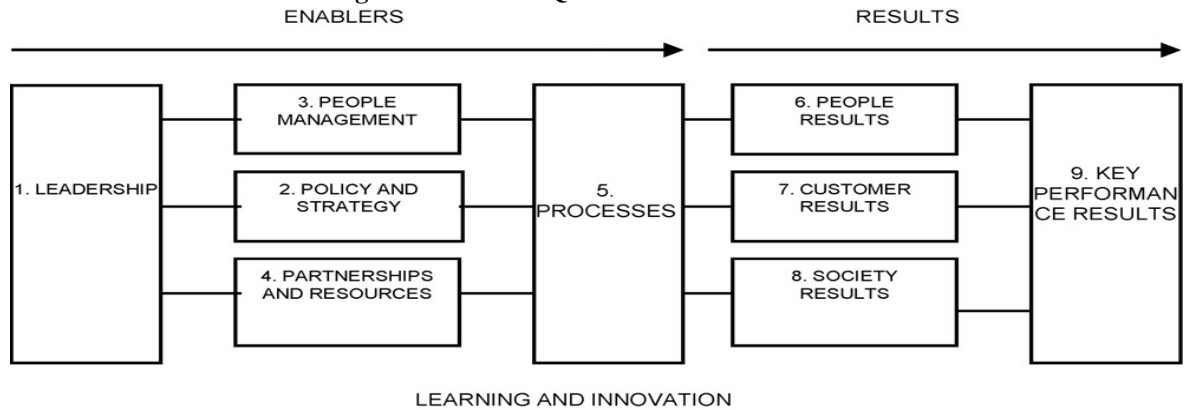 ENABLERS
RESULTS
3. PEOPLE
MANAGEMENT
6. PEOPLE
RESULTS
1. LEADERSHIP
2. POLICY AND
STRATEGY
5.
PROCESSES
7. CUSTOMER
RESULTS
9. KEY
PERFORMAN
CE RESULTS
4. PARTNERSHIPS
AND RESOURCES
8. SOCIETY
RESULTS
LEARNING AND INNOVATION